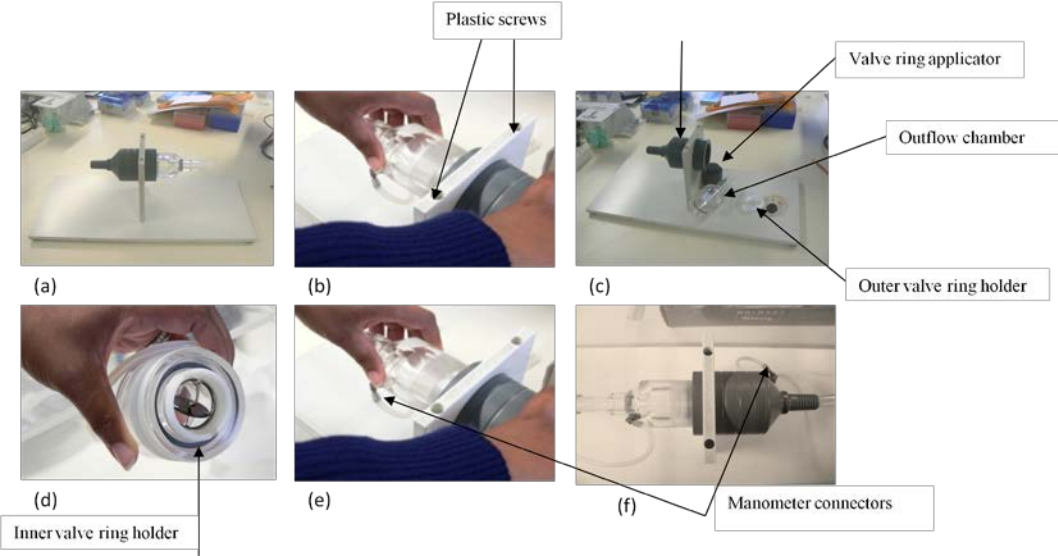 Plastic screws
Valve ring applicator
Outflow chamber
(a)
(b)
(c)
Outer valve ring holder
(d)
(e)
(f)
Manometer connectors
Inner valve ring holder